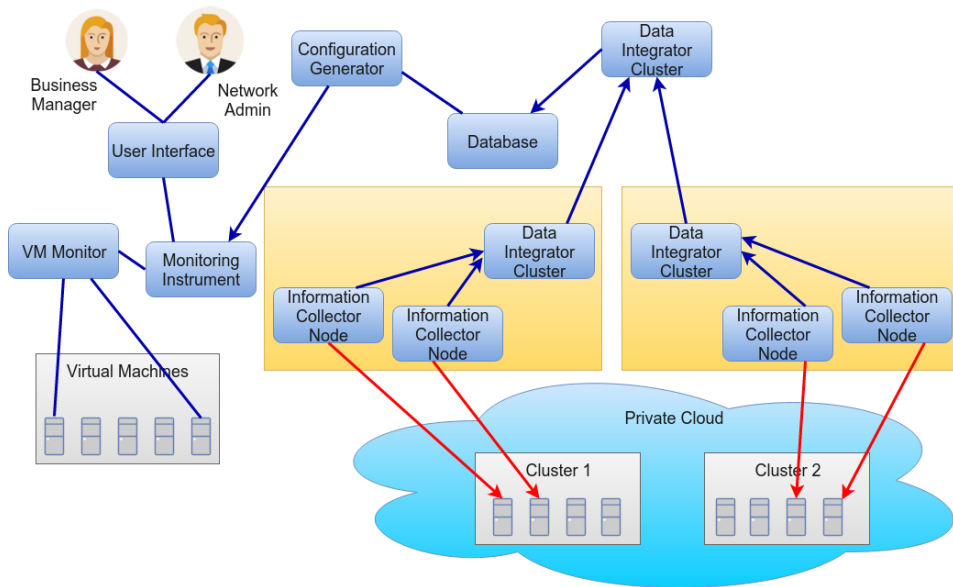 Business
Manager
Network
Admin
Configuration
Generator
Data
Integrator
Cluster
User Interface
Database
VM Monitor
Monitoring
Instrument
Data
Integrator
Cluster
Data
Integrator
Cluster
Information
Collector
Node
Information
Collector
Node
Information
Collector
Node
Information
Collector
Node
Virtual Machines
Private Cloud
Cluster 1
Cluster 2